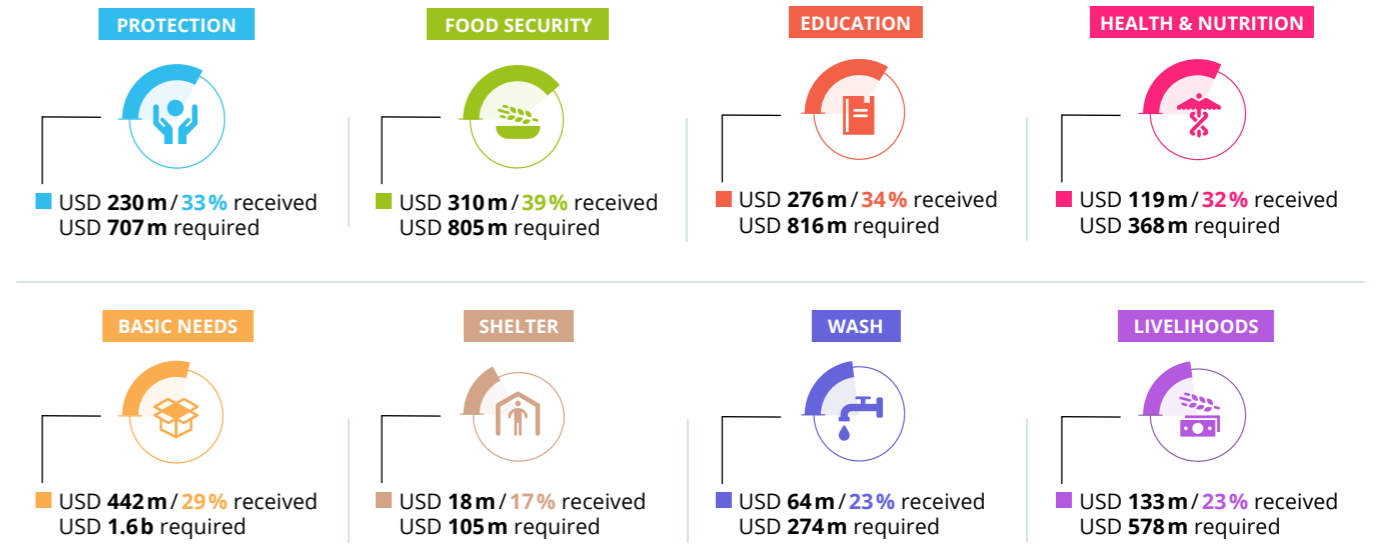 PROTECTION
USD 230 m / 33 % received
USD 707 m required
FOOD SECURITY
USD 310 m / 39 % received
USD 805 m required
EDUCATION
USD 276 m / 34 % received
USD 816 m required
HEALTH & NUTRITION
USD 119 m / 32 % received
USD 368 m required
BASIC NEEDS
USD 442 m / 29 % received
USD 1.6 b required
SHELTER
USD 18 m / 17 % received
USD 105 m required
WASH
USD 64 m / 23 % received
USD 274 m required
LIVELIHOODS
USD 133 m / 23 % received
USD 578 m required